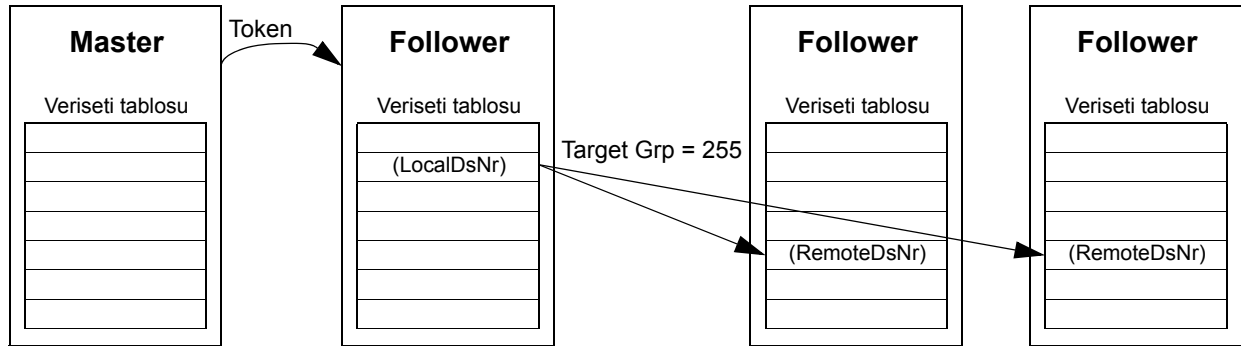 Master
Token
Follower
Follower
Follower
Veriseti tablosu
Veriseti tablosu
Veriseti tablosu
Veriseti tablosu
(LocalDsNr)
Target Grp = 255
(RemoteDsNr)
(RemoteDsNr)